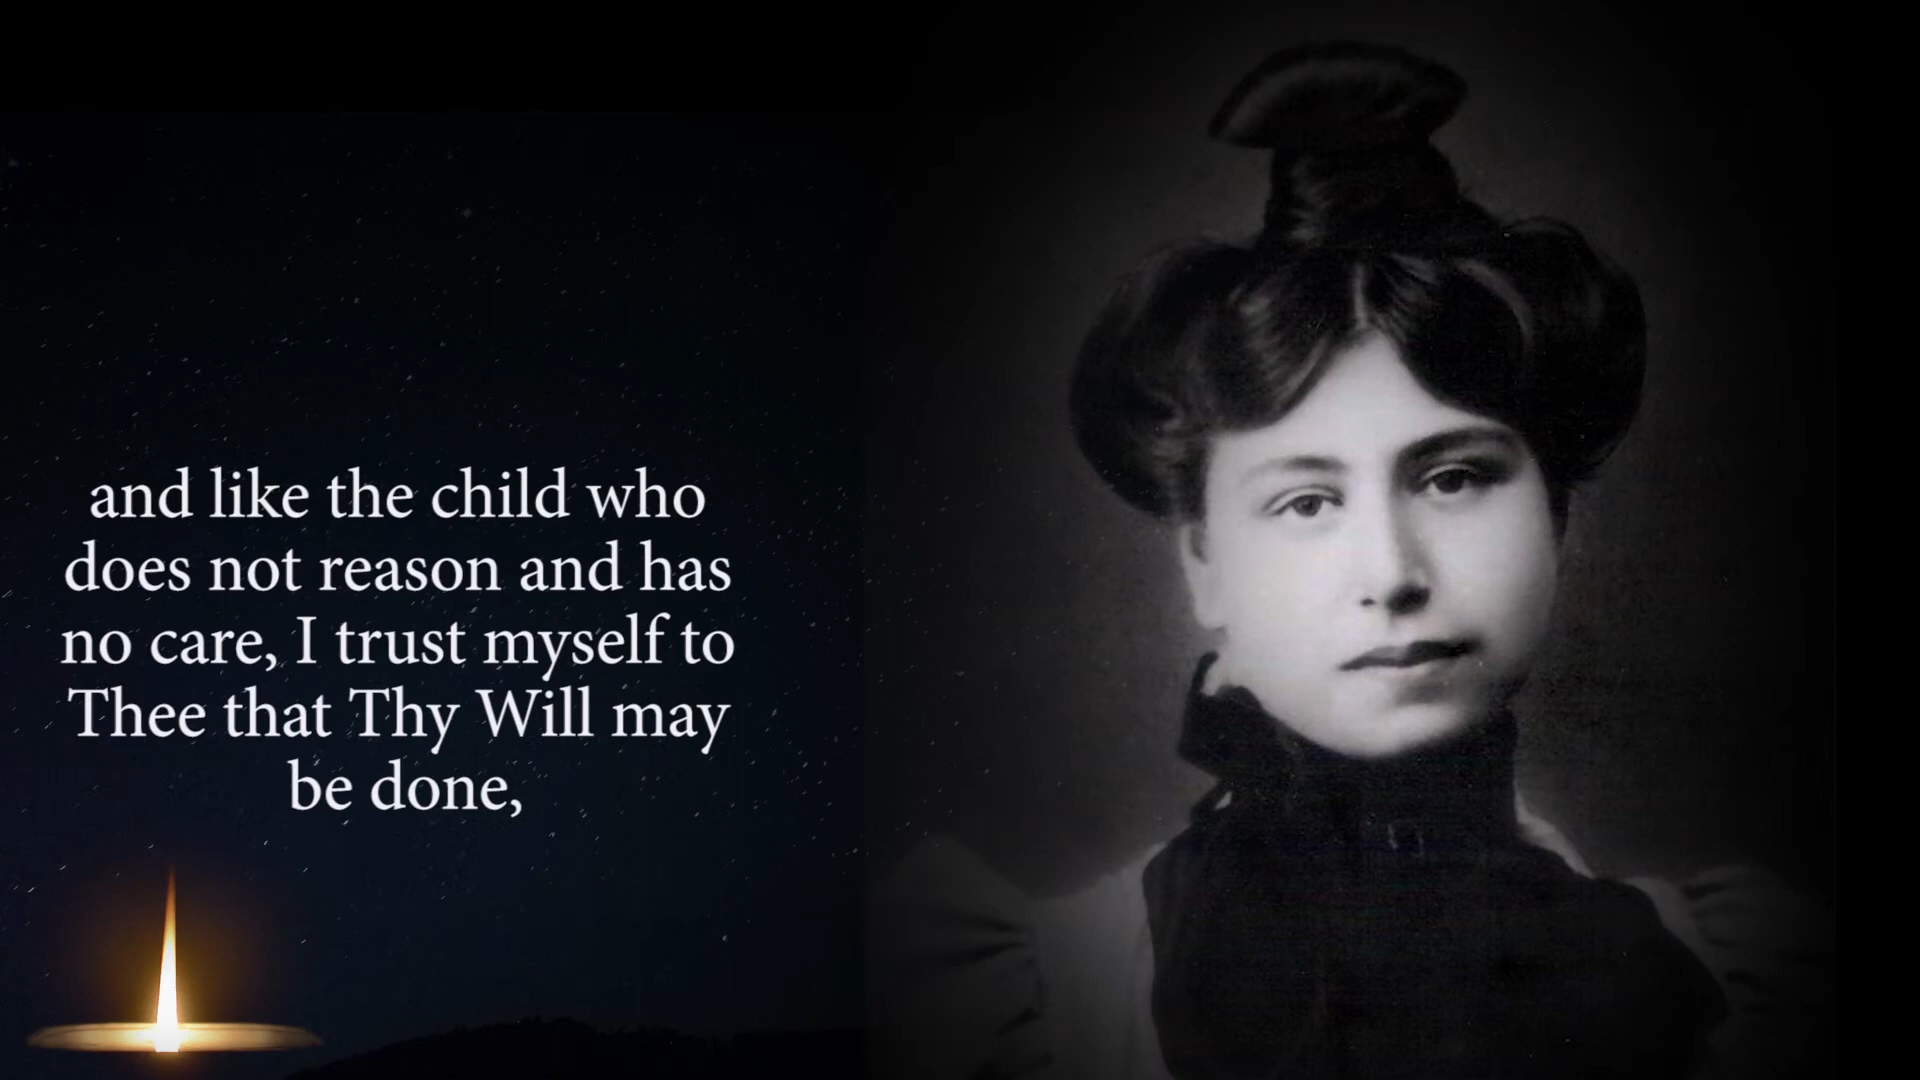 and like the child who
does not reason and has
no care, I trust myself to
Thee that Thy Will may
be done,